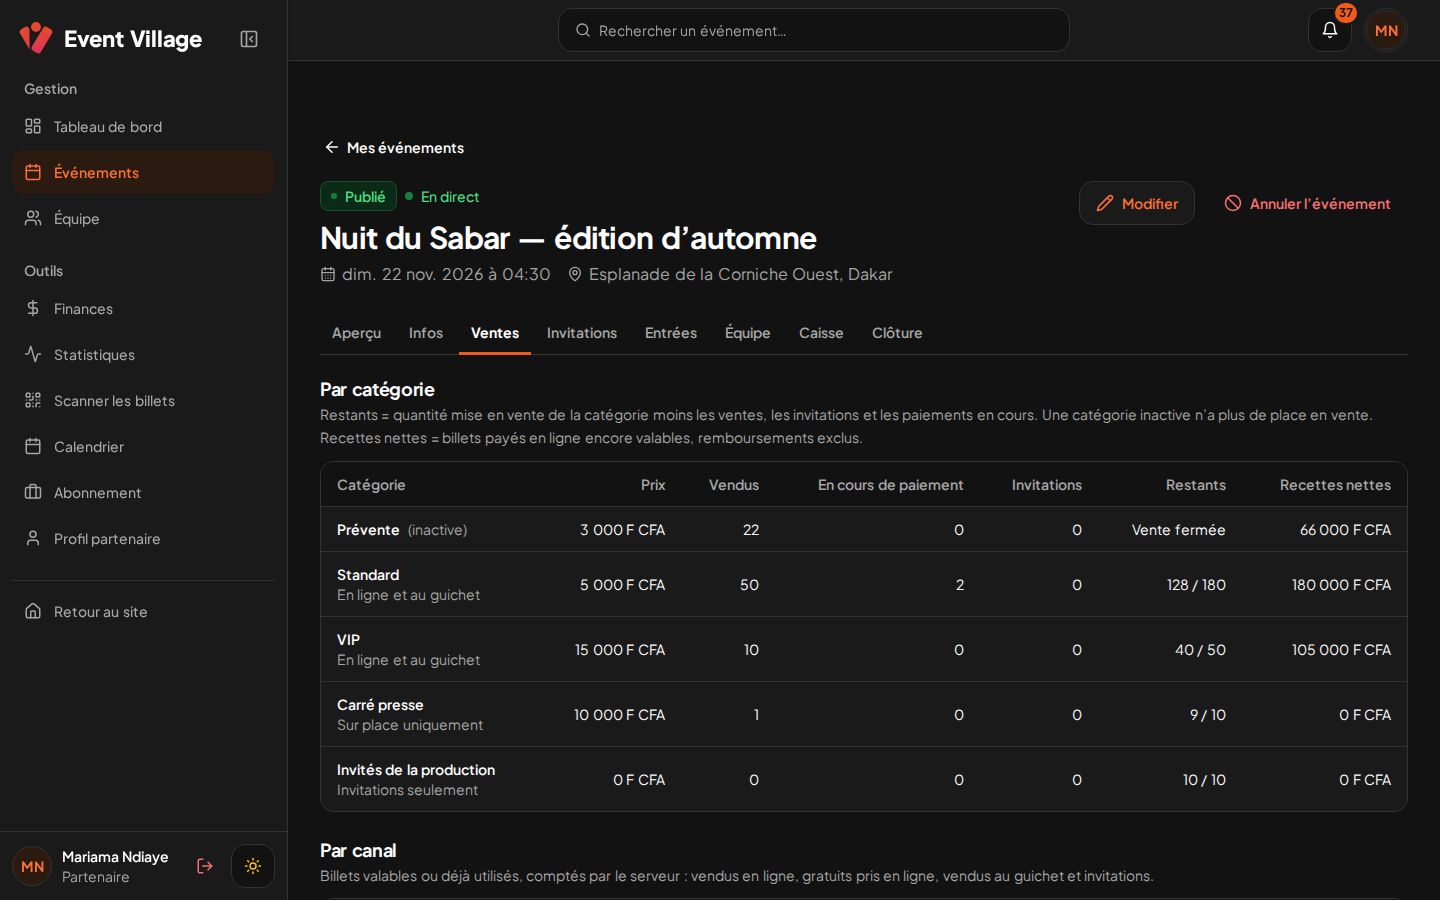 Event Village
Rechercher un événement...
37
MN
Gestion
Tableau de bord
Événements
Équipe
Outils
Finances
Statistiques
Scanner les billets
Calendrier
Abonnement
Profil partenaire
Retour au site
MN
Mariama Ndiaye
Partenaire
Mes événements
Publié
En direct
Modifier
Annuler l’événement
Nuit du Sabar — édition d’automne
dim. 22 nov. 2026 à 04:30
Esplanade de la Corniche Ouest, Dakar
Aperçu Infos Ventes Invitations Entrées Équipe Caisse Clôture
Par catégorie
Restants = quantité mise en vente de la catégorie moins les ventes, les invitations et les paiements en cours. Une catégorie inactive n’a plus de place en vente.
Recettes nettes = billets payés en ligne encore valables, remboursements exclus.
Catégorie Prix Vendus En cours de paiement Invitations Restants Recettes nettes
Prévente (inactive) 3 000 F CFA 22 0 0 Vente fermée 66 000 F CFA
Standard
En ligne et au guichet
5 000 F CFA 50 2 0 128 / 180 180 000 F CFA
VIP
En ligne et au guichet
15 000 F CFA 10 0 0 40 / 50 105 000 F CFA
Carré presse
Sur place uniquement
10 000 F CFA 1 0 0 9 / 10 0 F CFA
Invités de la production
Invitations seulement
0 F CFA 0 0 0 10 / 10 0 F CFA
Par canal
Billets valables ou déjà utilisés, comptés par le serveur : vendus en ligne, gratuits pris en ligne, vendus au guichet et invitations.